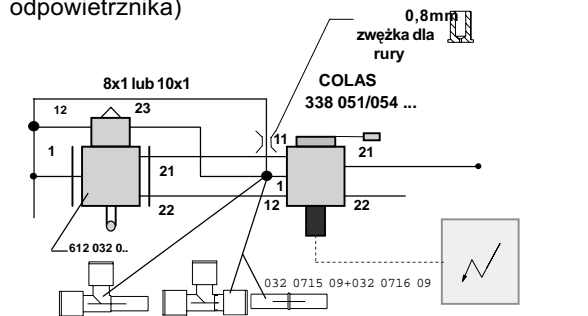 odpowietrznika)
0,8mm
zwężka dla
rury
8x1 lub 10x1
COLAS
338 051/054 ...
12
23
11
1
21
21
1
22
12
22
612 032 0..
032 0715 09+032 0716 09